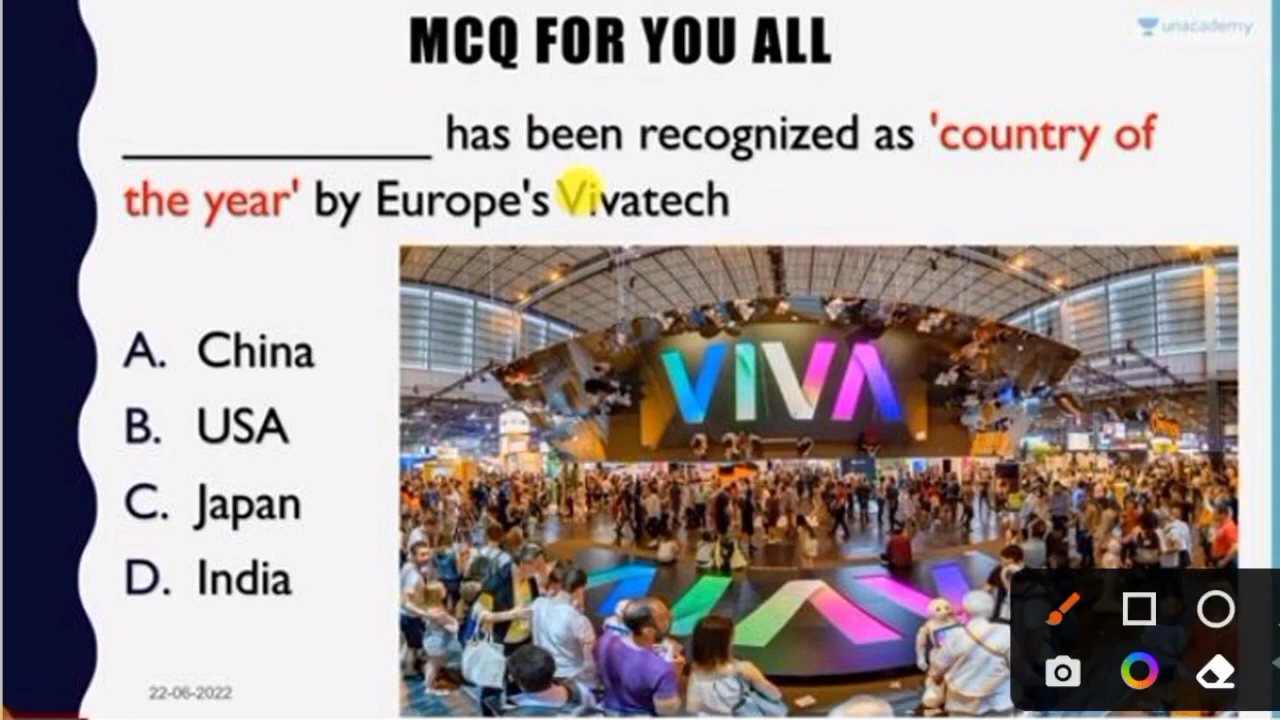 MCQ FOR YOU ALL
unacademy
____________ has been recognized as 'country of
the year' by Europe's Vivatech
VIVA
A. China
B. USA
C. Japan
D. India
22-06-2022